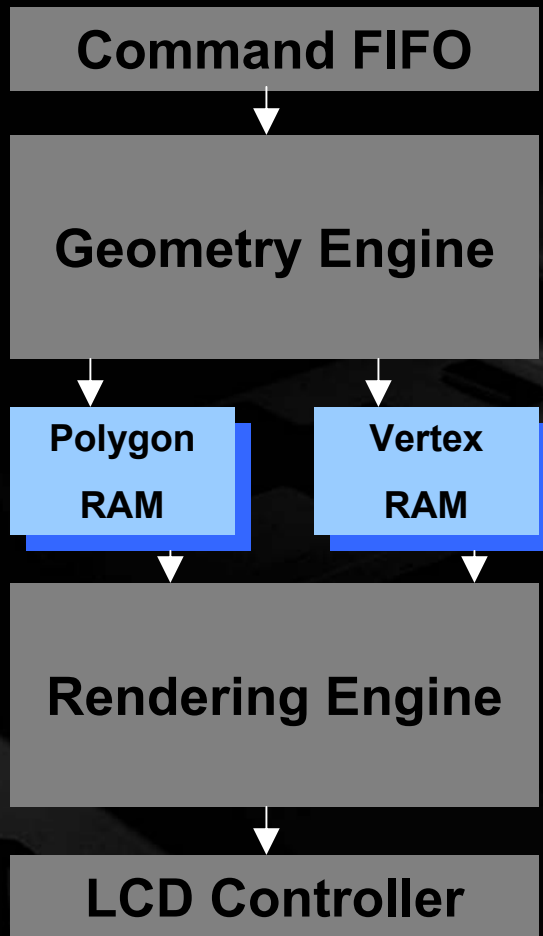 Command FIFO
Geometry Engine
Polygon
RAM
Vertex
RAM
Rendering Engine
LCD Controller